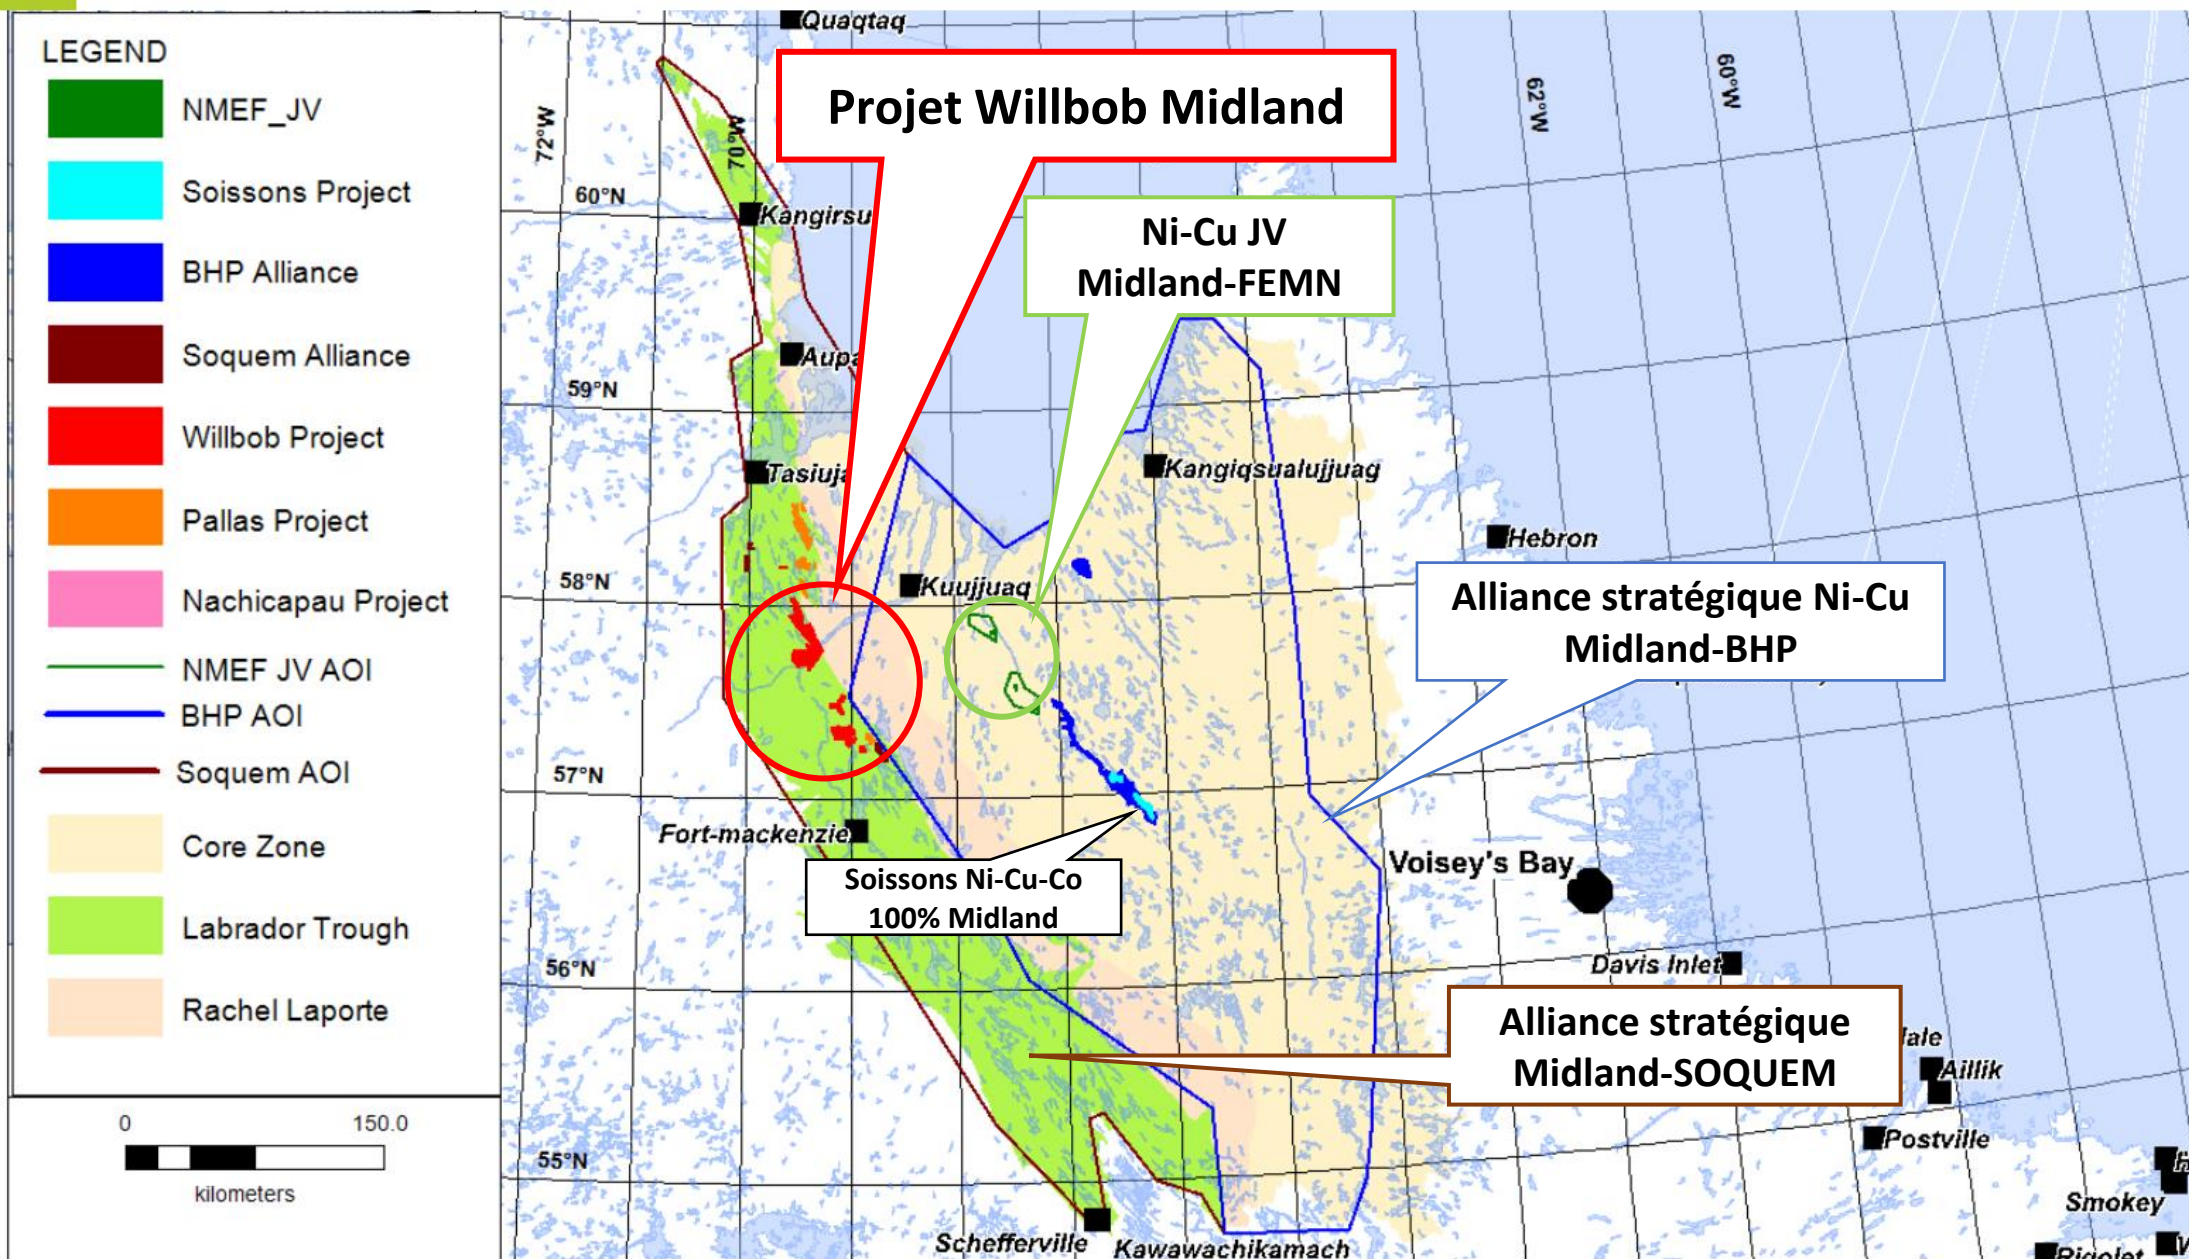 LEGEND
NMEF_JV
Soissons Project
BHP Alliance
Soquem Alliance
Willbob Project
Pallas Project
Nachicapau Project
NMEF JV AOI
BHP AOI
Soquem AOI
Core Zone
Labrador Trough
Rachel Laporte
0 150.0
kilometers
Quaqtaq
72°W
70°W
62°W
60°W
Projet Willbob Midland
60°N
Kangirsu
Ni-Cu JV
Midland-FEMN
59°N
Aupa
Tasiuja
Kangiqsualujjuaq
Hebron
58°N
Kuujjuaq
Alliance stratégique Ni-Cu
Midland-BHP
57°N
Fort-mackenzie
Soissons Ni-Cu-Co
100% Midland
Voisey's Bay
56°N
Davis Inlet
Alliance stratégique
Midland-SOQUEM
Aillik
Postville
55°N
Smokey
Schefferville
Kawawachikamach